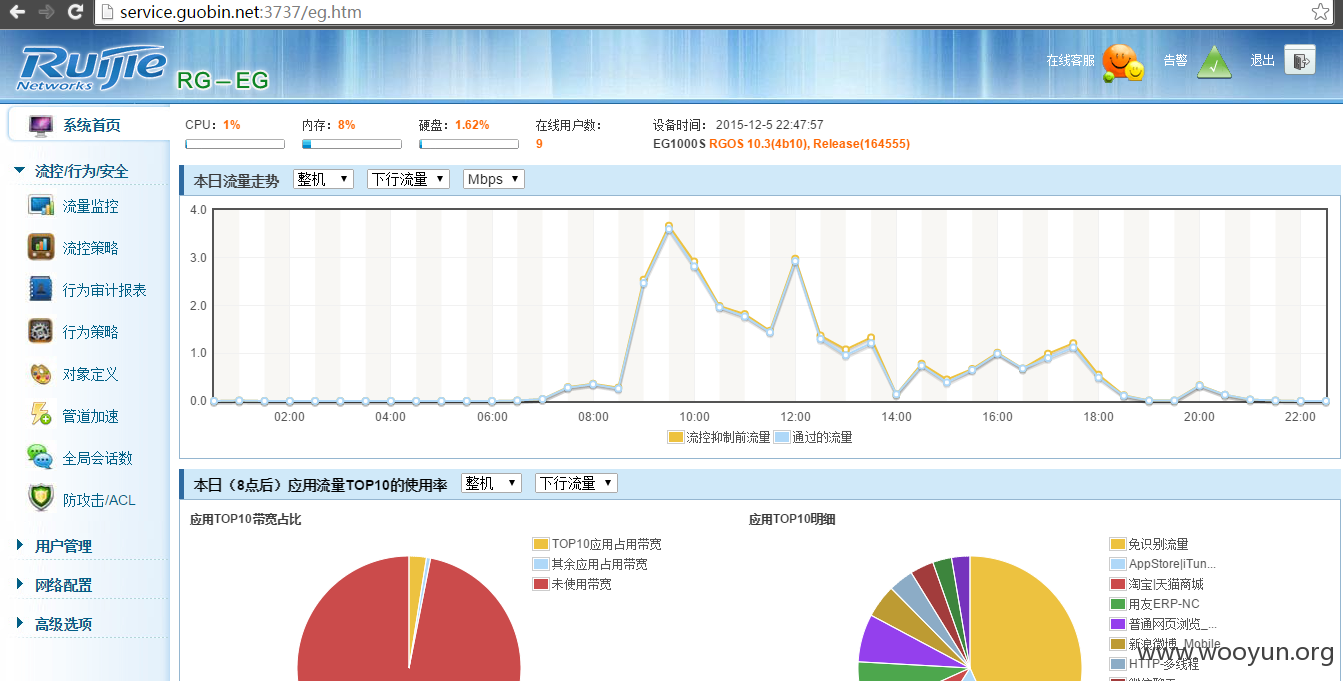 service.guobin.net:3737/eg.htm
Ruijie
Networks
RG-EG
在线客服
告警
退出
系统首页
CPU: 1%
内存: 8%
硬盘: 1.62%
在线用户数:
9
设备时间: 2015-12-5 22:47:57
EG1000S RGOS 10.3(4b10), Release(164555)
流控/行为/安全
流量监控
流控策略
行为审计报表
行为策略
对象定义
管道加速
全局会话数
防攻击/ACL
用户管理
网络配置
高级选项
本日流量走势
整机
下行流量
Mbps
4.0
3.0
2.0
1.0
0.0
02:00 04:00 06:00 08:00 10:00 12:00 14:00 16:00 18:00 20:00 22:00
流控抑制前流量 通过的流量
本日（8点后）应用流量TOP10的使用率
整机
下行流量
应用TOP10带宽占比
TOP10应用占用带宽
其余应用占用带宽
未使用带宽
应用TOP10明细
免识别流量
AppStore|iTun...
淘宝|天猫商城
用友ERP-NC
普通网页浏览_...
新浪微博_Mobile
HTTP-多线程
www.wooyun.org